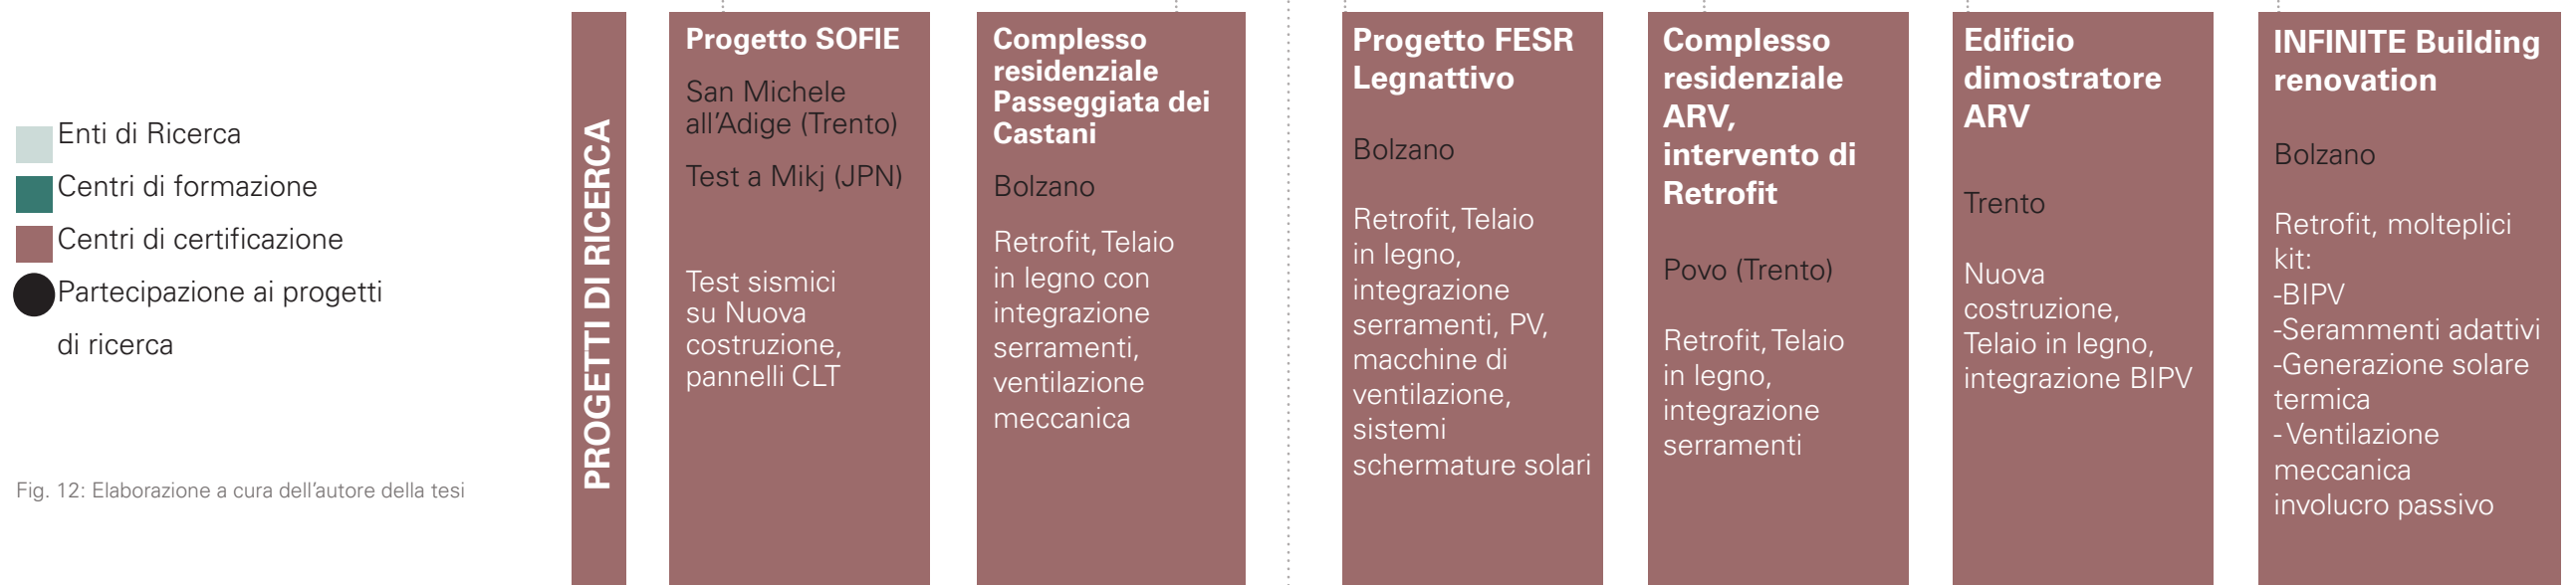 Enti di Ricerca
Centri di formazione
Centri di certificazione
Partecipazione ai progetti
di ricerca
Fig. 12: Elaborazione a cura dell'autore della tesi
PROGETTI DI RICERCA
Progetto SOFIE
San Michele
all'Adige (Trento)
Test a Mikj (JPN)
Test sismici
su Nuova
costruzione,
pannelli CLT
Complesso
residenziale
Passeggiata dei
Castani
Bolzano
Retrofit, Telaio
in legno con
integrazione
serramenti,
ventilazione
meccanica
Progetto FESR
Legnattivo
Bolzano
Retrofit, Telaio
in legno,
integrazione
serramenti, PV,
macchine di
ventilazione,
sistemi
schermature solari
Complesso
residenziale
ARV,
intervento di
Retrofit
Povo (Trento)
Retrofit, Telaio
in legno,
integrazione
serramenti
Edificio
dimostratore
ARV
Trento
Nuova
costruzione,
Telaio in legno,
integrazione BIPV
INFINITE Building
renovation
Bolzano
Retrofit, molteplici
kit:
-BIPV
-Serammenti adattivi
-Generazione solare
termica
- Ventilazione
meccanica
involucro passivo